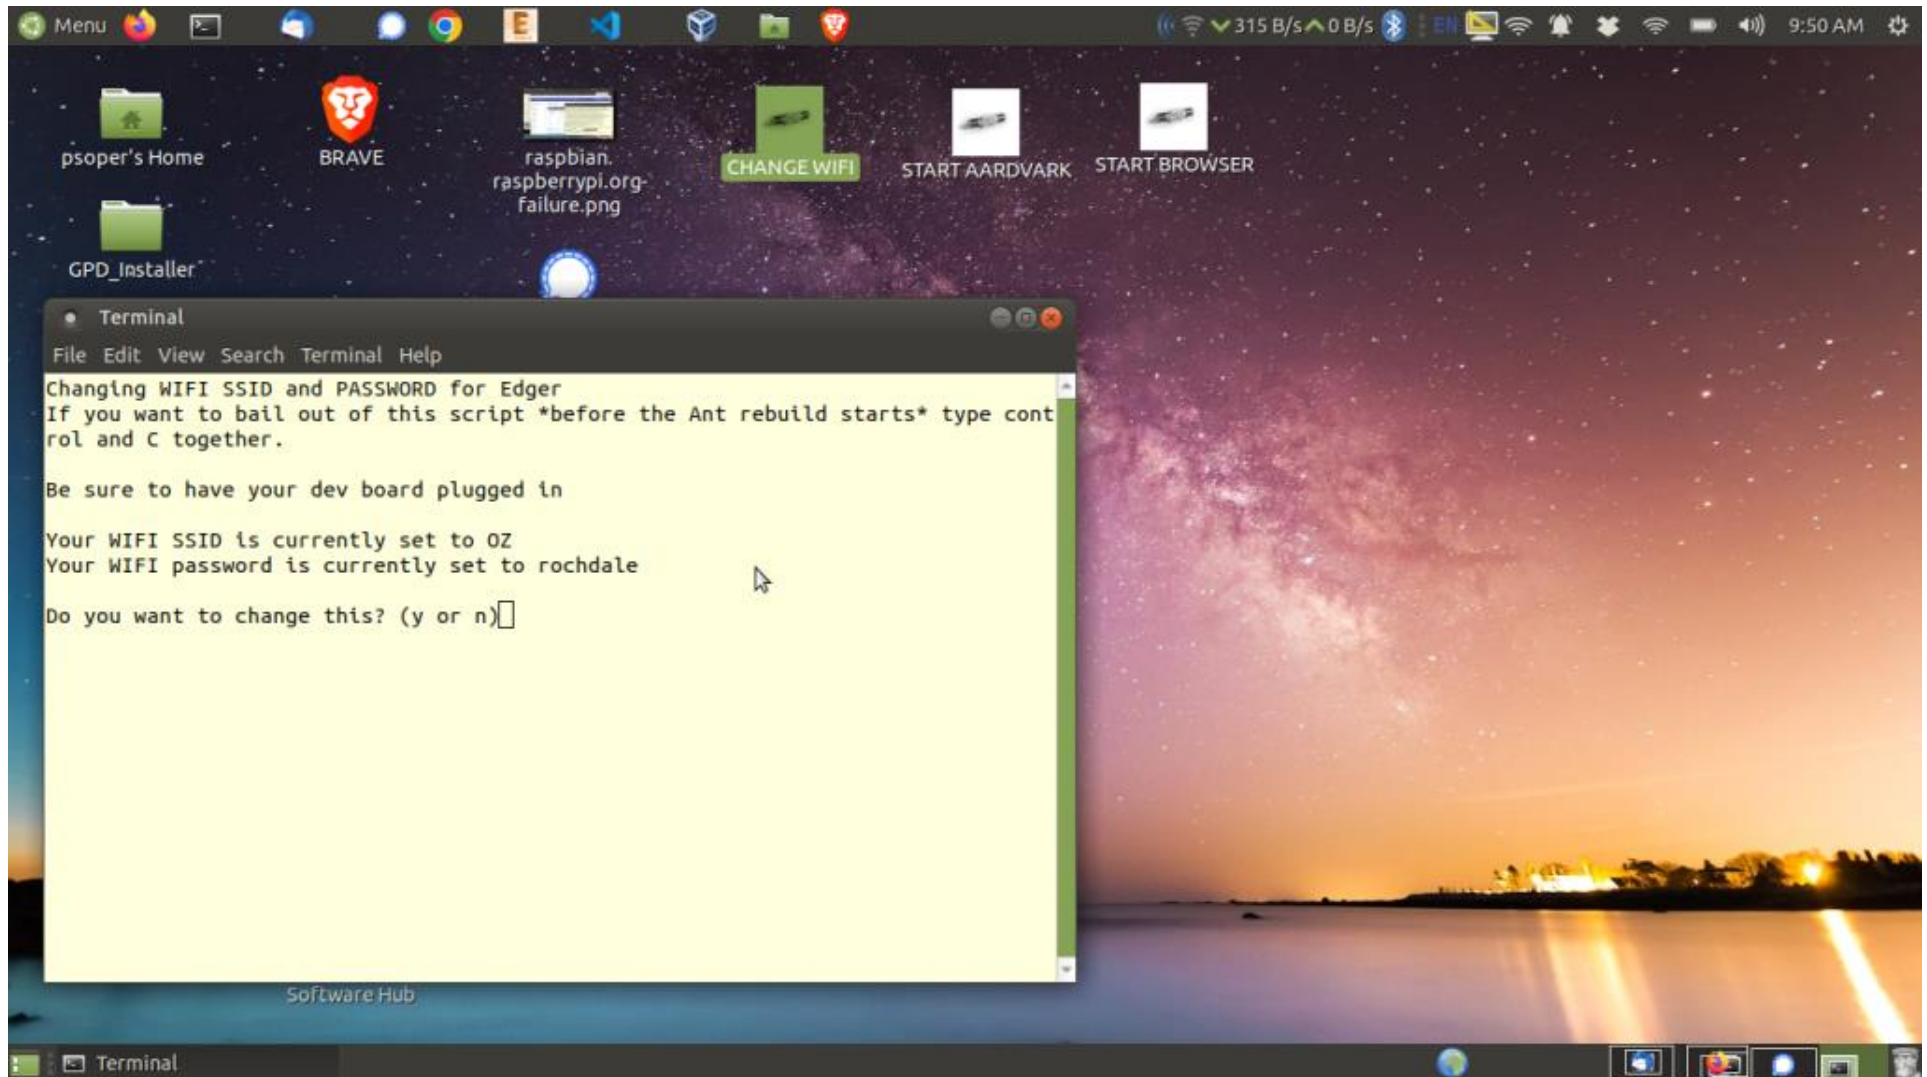 Menu
E
315 B/s 0 B/s
EN
9:50 AM
psoper's Home
BRAVE
raspbian.
raspberrypi.org-
failure.png
CHANGE WIFI
START AARDVARK
START BROWSER
GPD_Installer
Terminal
File Edit View Search Terminal Help
Changing WIFI SSID and PASSWORD for Edger
If you want to bail out of this script *before the Ant rebuild starts* type cont
rol and C together.
Be sure to have your dev board plugged in
Your WIFI SSID is currently set to OZ
Your WIFI password is currently set to rochdale
Do you want to change this? (y or n)
Software Hub
Terminal